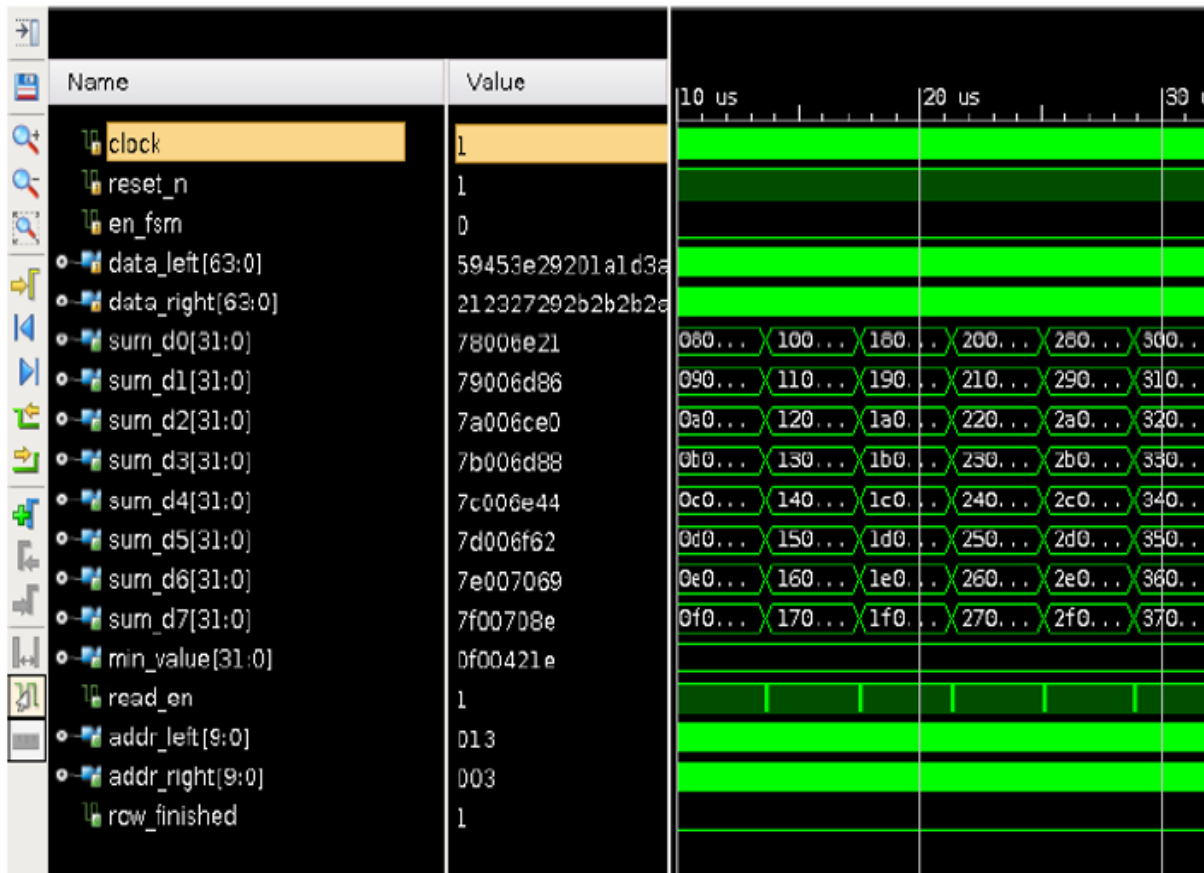 Name Value 10 us 20 us 30 u
clock 1
reset_n 1
en_fsm 0
data_left[63:0] 59453e29201a1d3a
data_right[63:0] 212327292b2b2b2a
sum_d0[31:0] 78006e21 080... 100... 180... 200... 280... 300...
sum_d1[31:0] 79006d86 090... 110... 190... 210... 290... 310...
sum_d2[31:0] 7a006ce0 0a0... 120... 1a0... 220... 2a0... 320...
sum_d3[31:0] 7b006d88 0b0... 130... 1b0... 230... 2b0... 330...
sum_d4[31:0] 7c006e44 0c0... 140... 1c0... 240... 2c0... 340...
sum_d5[31:0] 7d006f62 0d0... 150... 1d0... 250... 2d0... 350...
sum_d6[31:0] 7e007069 0e0... 160... 1e0... 260... 2e0... 360...
sum_d7[31:0] 7f00708e 0f0... 170... 1f0... 270... 2f0... 370...
min_value[31:0] 0f00421e
read_en 1
addr_left[9:0] 013
addr_right[9:0] 003
row_finished 1